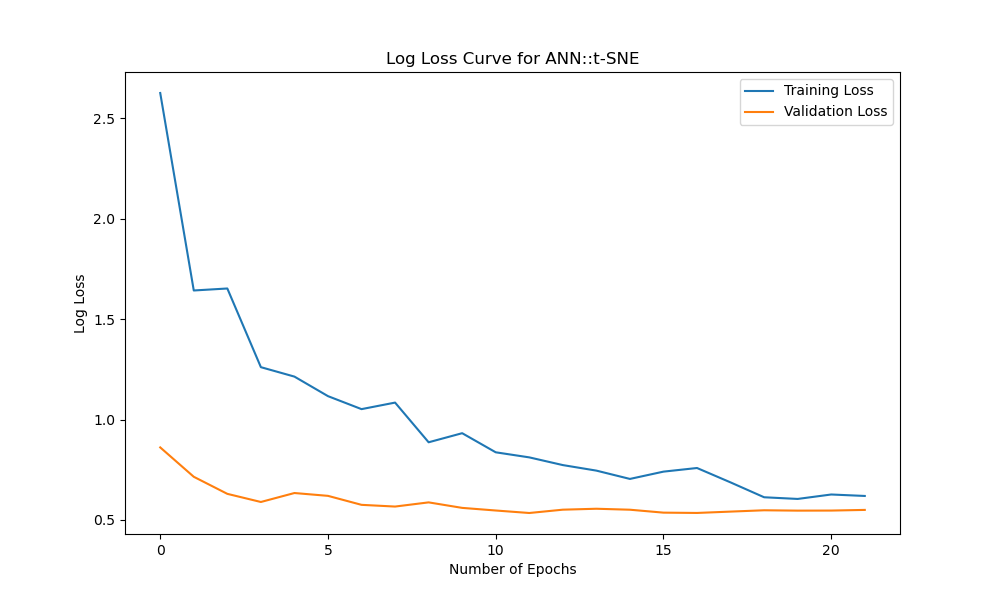 Log Loss Curve for ANN::t-SNE
Training Loss
Validation Loss
2.5
2.0
1.5
1.0
0.5
Log Loss
0 5 10 15 20
Number of Epochs